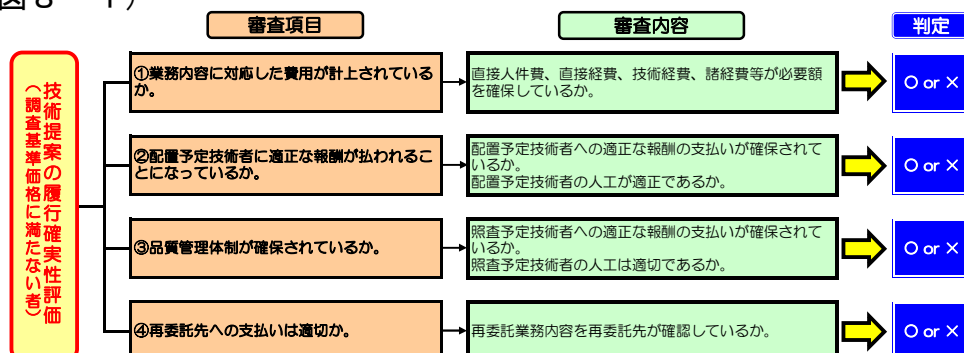 審査項目
審査内容
判定
技術提案の履行確実性評価
（調査基準価格に満たない者）
①業務内容に対応した費用が計上されている
か。
直接人件費、直接経費、技術経費、諸経費等が必要額
を確保しているか。
○ or ×
②配置予定技術者に適正な報酬が払われるこ
とになっているか。
配置予定技術者への適正な報酬の支払いが確保されて
いるか。
配置予定技術者の人工が適正であるか。
○ or ×
③品質管理体制が確保されているか。
照査予定技術者への適正な報酬の支払いが確保されて
いるか。
照査予定技術者の人工は適切であるか。
○ or ×
④再委託先への支払いは適切か。
再委託業務内容を再委託先が確認しているか。
○ or ×